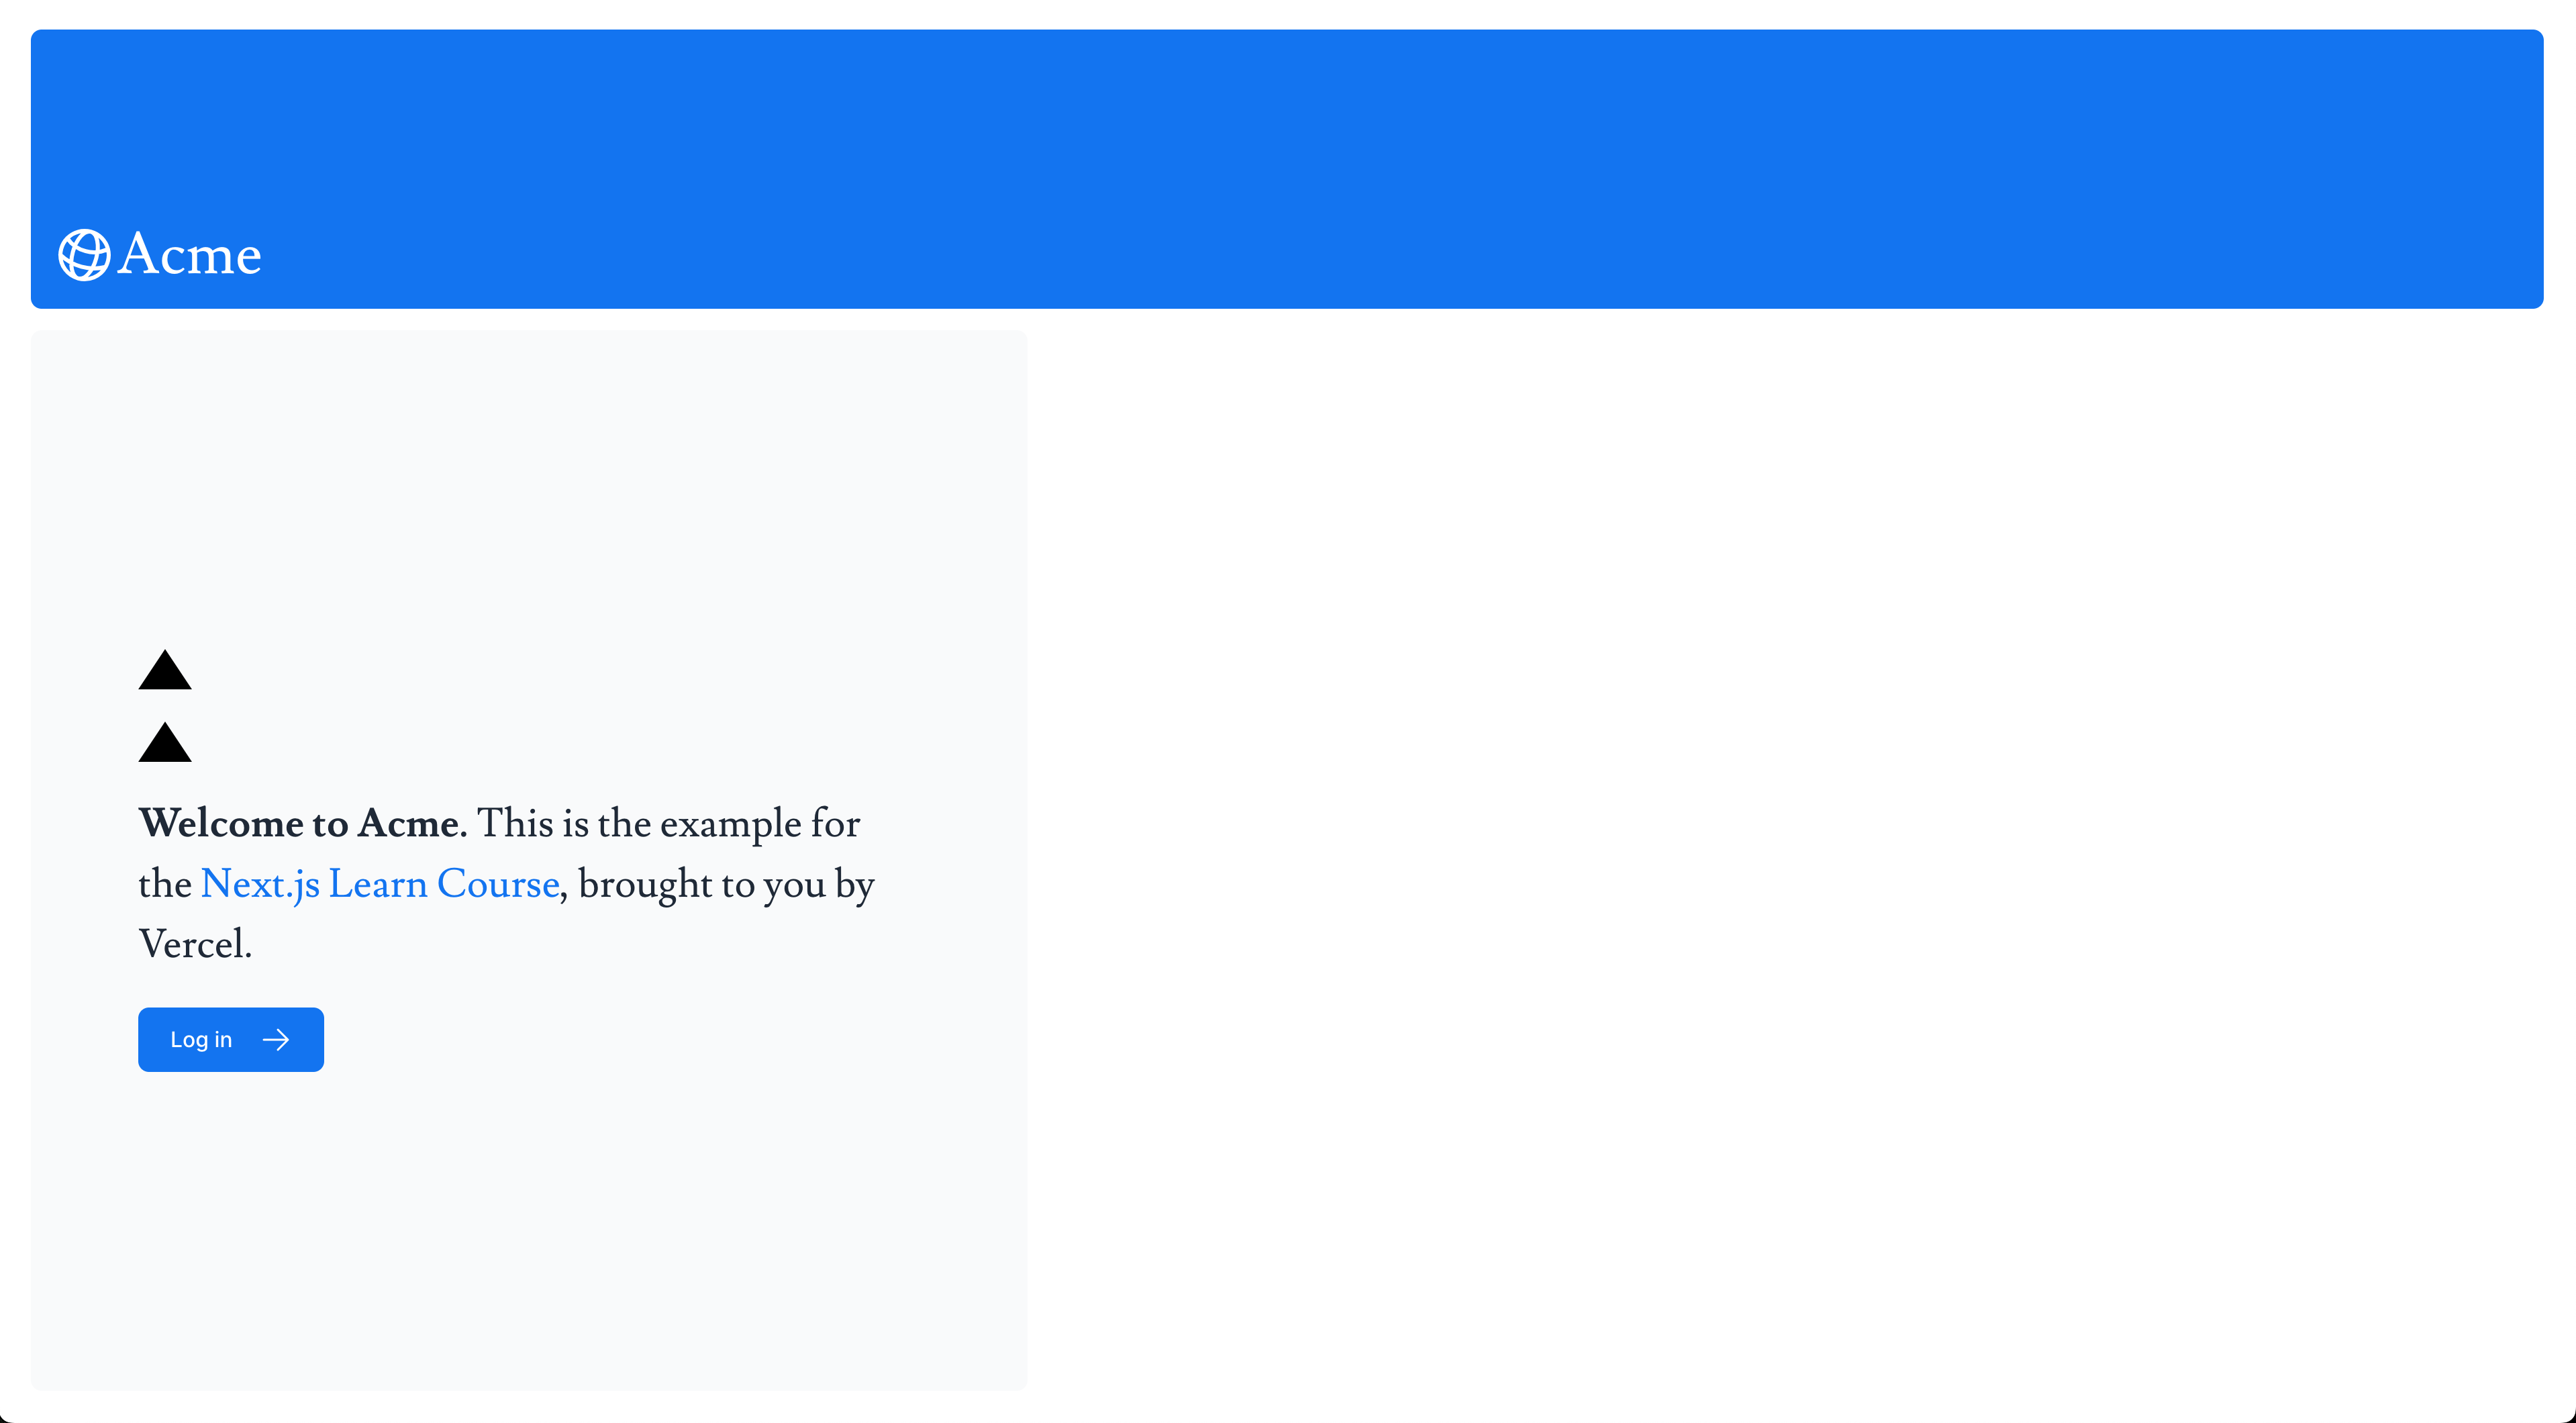 Acme
Welcome to Acme. This is the example for
the Next.js Learn Course, brought to you by
Vercel.
Log in